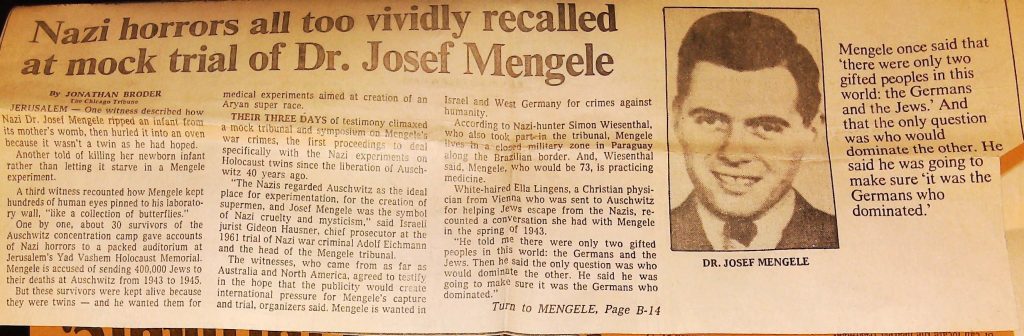 Nazi horrors all too vividly recalled
at mock trial of Dr. Josef Mengele
By JONATHAN BRODER
The Chicago Tribune
JERUSALEM — One witness described how
Nazi Dr. Josef Mengele ripped an infant from
its mother's womb, then hurled it into an oven
because it wasn't a twin as he had hoped.
Another told of killing her newborn infant
rather than letting it starve in a Mengele
experiment.
A third witness recounted how Mengele kept
hundreds of human eyes pinned to his labora-
tory wall, "like a collection of butterflies."
One by one, about 30 survivors of the
Auschwitz concentration camp gave accounts
of Nazi horrors to a packed auditorium at
Jerusalem's Yad Vashem Holocaust Memorial.
Mengele is accused of sending 400,000 Jews to
their deaths at Auschwitz from 1943 to 1945.
But these survivors were kept alive because
they were twins — and he wanted them for
medical experiments aimed at creation of an
Aryan super race.
THEIR THREE DAYS of testimony climaxed
a mock tribunal and symposium on Mengele's
war crimes, the first proceedings to deal
specifically with the Nazi experiments on
Holocaust twins since the liberation of Ausch-
witz 40 years ago.
"The Nazis regarded Auschwitz as the ideal
place for experimentation, for the creation of
supermen, and Josef Mengele was the symbol
of Nazi cruelty and mysticism," said Israeli
jurist Gideon Hausner, chief prosecutor at the
1961 trial of Nazi war criminal Adolf Eichmann
and the head of the Mengele tribunal.
The witnesses, who came from as far as
Australia and North America, agreed to testify
in the hope that the publicity would create
international pressure for Mengele's capture
and trial, organizers said. Mengele is wanted in
Israel and West Germany for crimes against
humanity.
According to Nazi-hunter Simon Wiesenthal,
who also took part in the tribunal, Mengele
lives in a closed military zone in Paraguay
along the Brazilian border. And, Wiesenthal
said, Mengele, who would be 73, is practicing
medicine.
White-haired Ella Lingens, a Christian physi-
cian from Vienna who was sent to Auschwitz
for helping Jews escape from the Nazis, re-
counted a conversation she had with Mengele
in the spring of 1943.
"He told me there were only two gifted
peoples in this world: the Germans and the
Jews. Then he said the only question was who
would dominate the other. He said he was
going to make sure it was the Germans who
dominated."
Turn to MENGELE, Page B-14
DR. JOSEF MENGELE
Mengele once said that
'there were only two
gifted peoples in this
world: the Germans
and the Jews.' And
that the only question
was who would
dominate the other. He
said he was going to
make sure 'it was the
Germans who
dominated.'